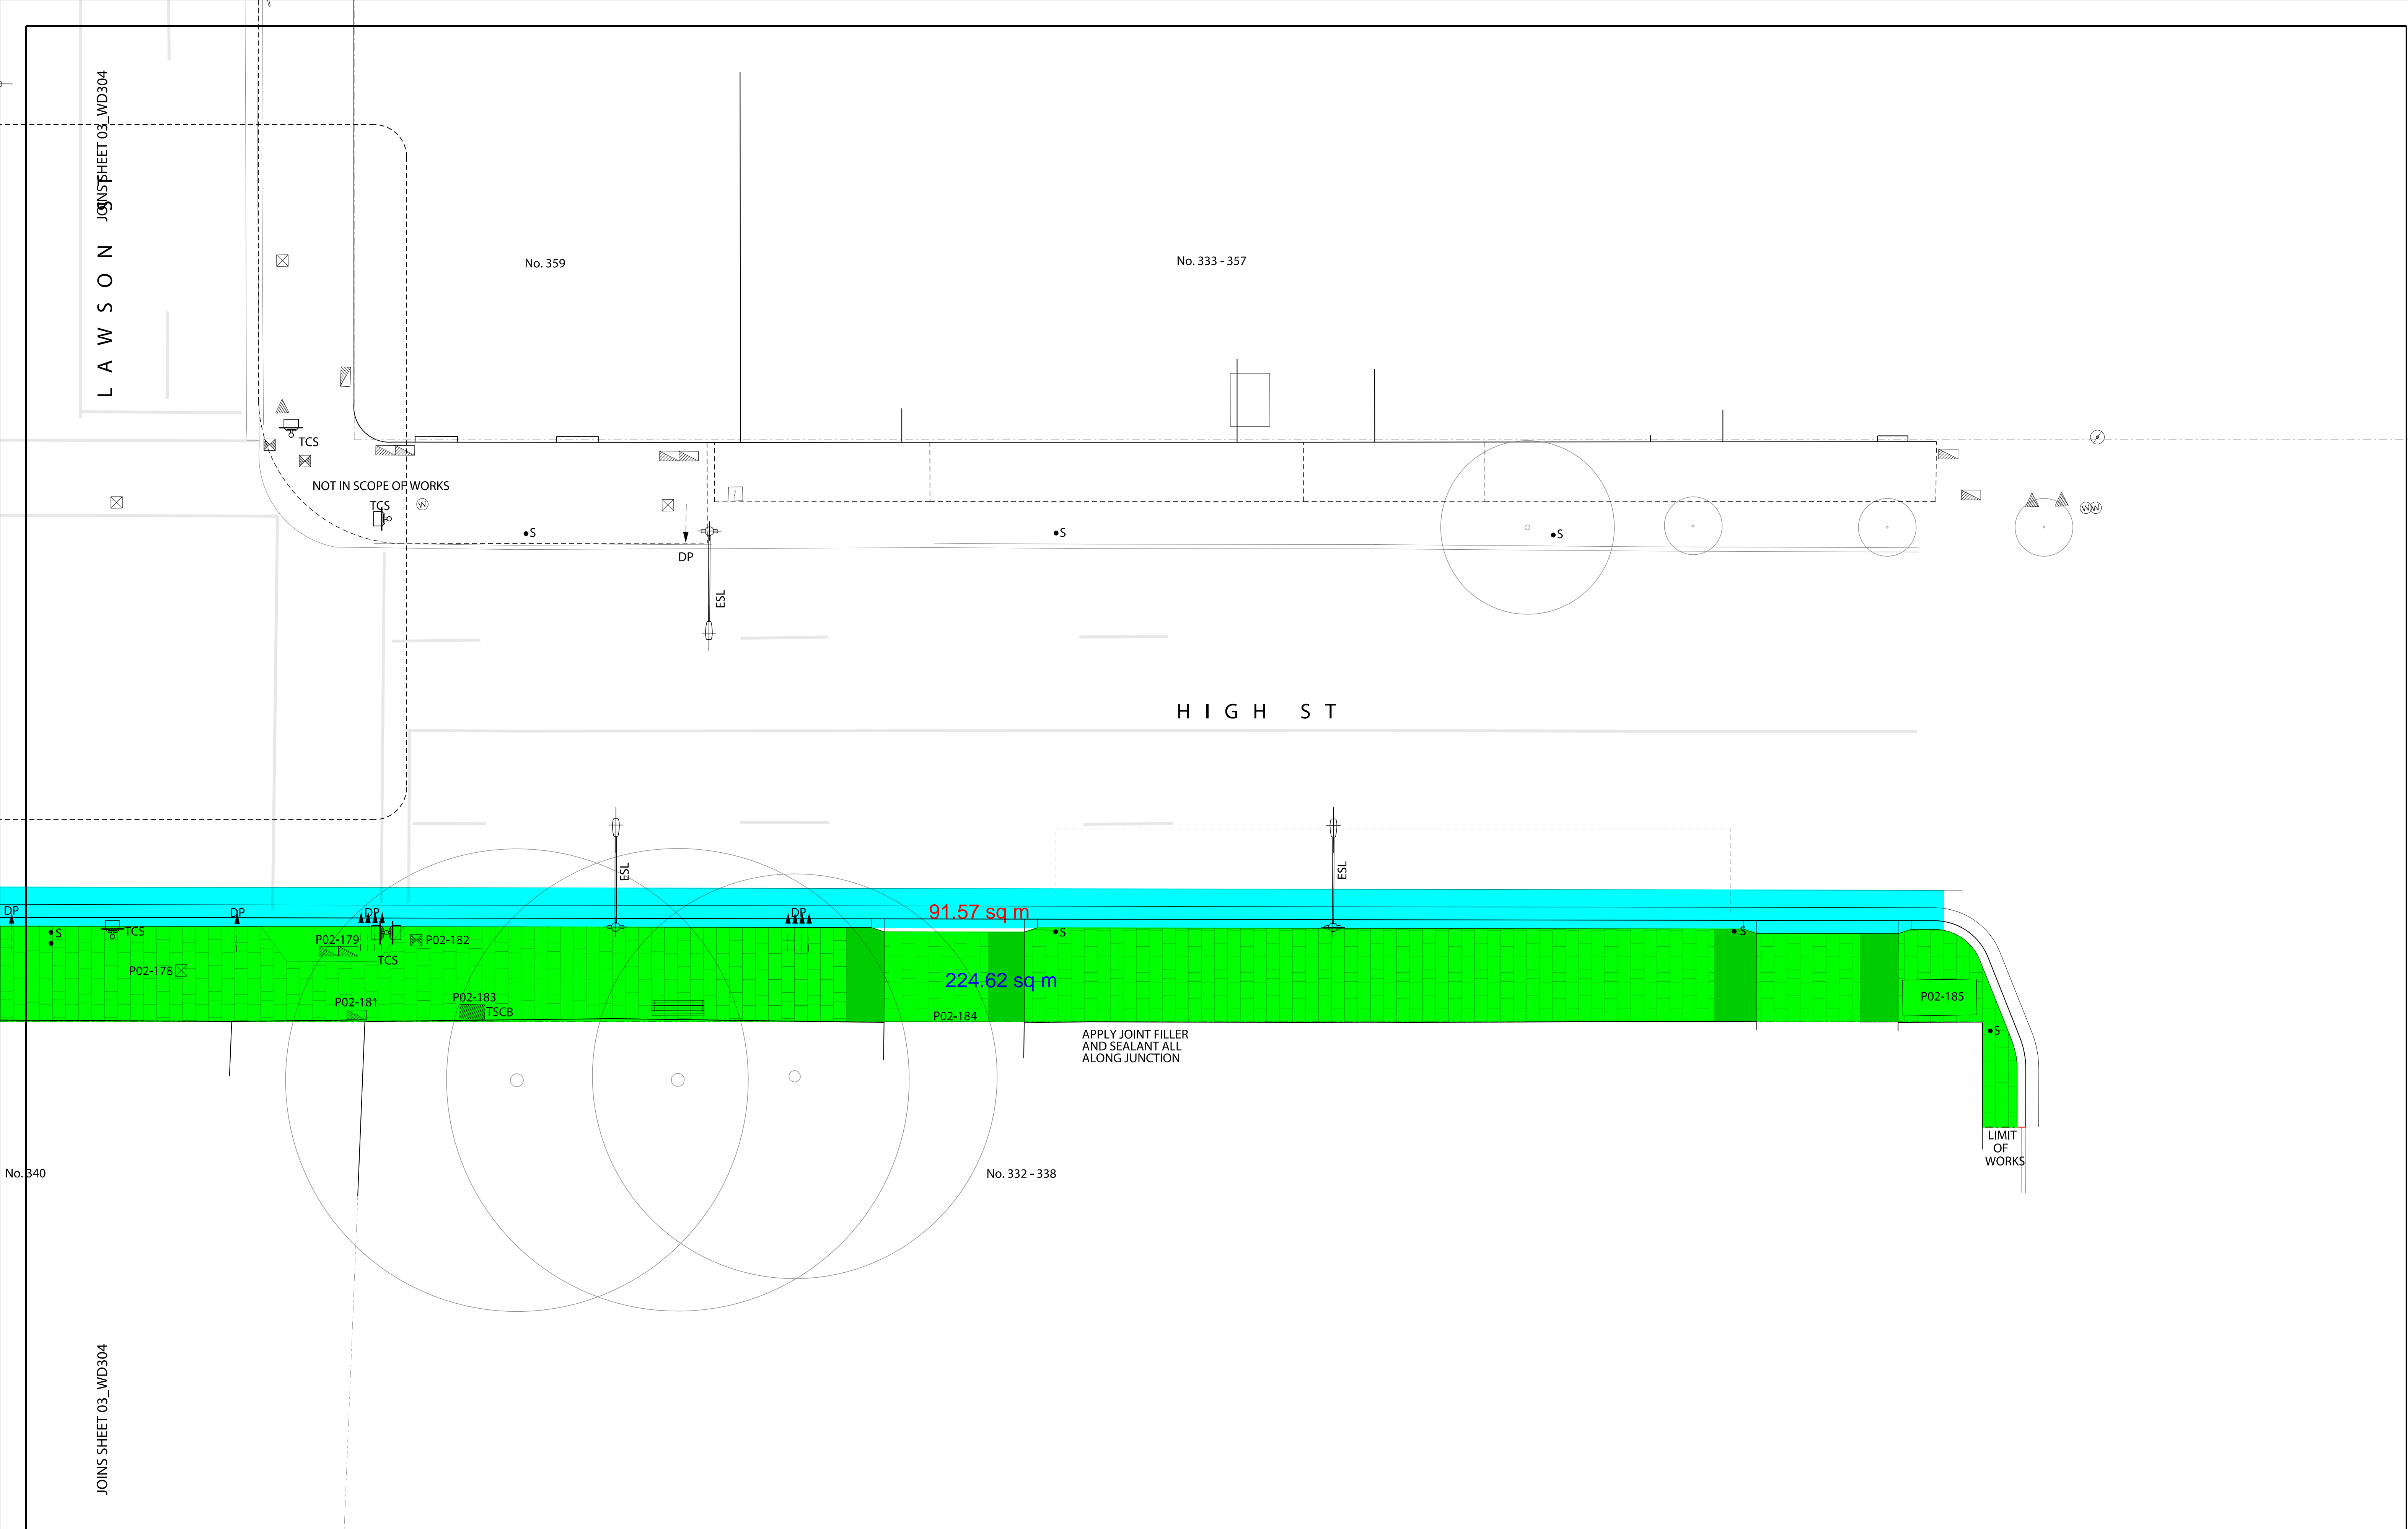 JOINS SHEET 03_WD304
LAWSON ST
No. 359
No. 333 - 357
TCS
NOT IN SCOPE OF WORKS
TCS
W
W
W
S
S
S
DP
ESL
HIGH ST
ESL
ESL
DP
DP
DP
DP
91.57 sq m
S
TCS
P02-179
P02-182
S
S
TCS
P02-178
224.62 sq m
P02-181
P02-183
TSCB
P02-184
P02-185
APPLY JOINT FILLER
AND SEALANT ALL
ALONG JUNCTION
S
LIMIT
OF
WORKS
No. 340
No. 332 - 338
JOINS SHEET 03_WD304